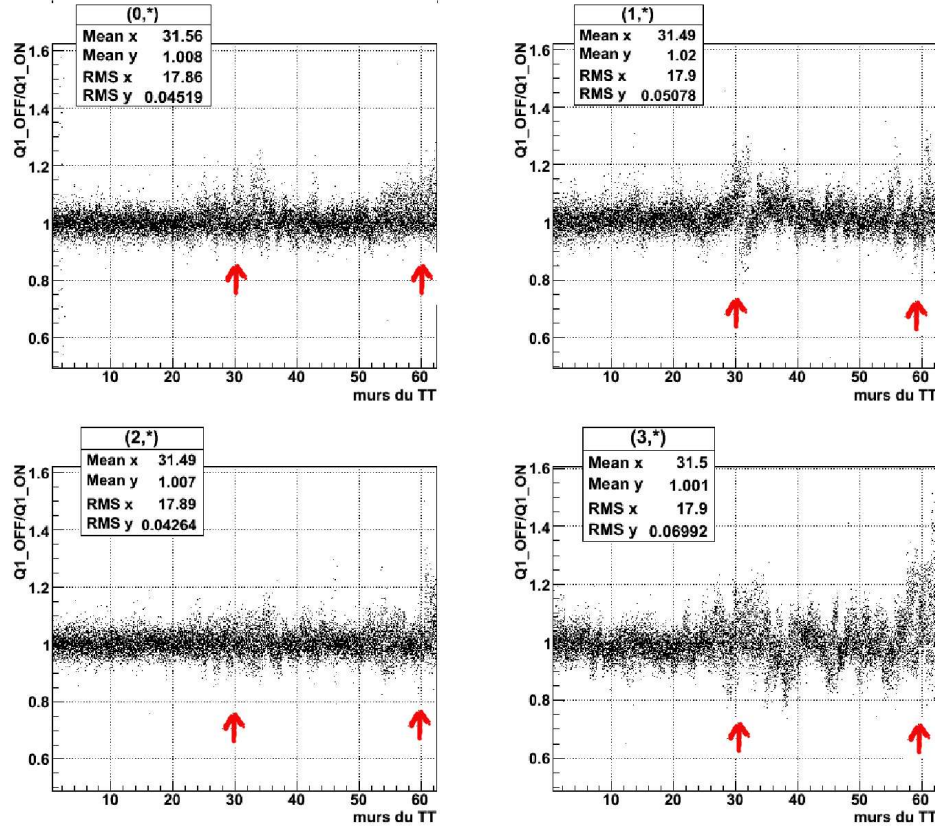 (0,*)
Mean x 31.56
Mean y 1.008
RMS x 17.86
RMS y 0.04519
Q1_OFF/Q1_ON
1.6
1.4
1.2
1
0.8
0.6
10 20 30 40 50 60
murs du TT
(1,*)
Mean x 31.49
Mean y 1.02
RMS x 17.9
RMS y 0.05078
Q1_OFF/Q1_ON
1.6
1.4
1.2
1
0.8
0.6
10 20 30 40 50 60
murs du TT
(2,*)
Mean x 31.49
Mean y 1.007
RMS x 17.89
RMS y 0.04264
Q1_OFF/Q1_ON
1.6
1.4
1.2
1
0.8
0.6
10 20 30 40 50 60
murs du TT
(3,*)
Mean x 31.5
Mean y 1.001
RMS x 17.9
RMS y 0.06992
Q1_OFF/Q1_ON
1.6
1.4
1.2
1
0.8
0.6
10 20 30 40 50 60
murs du TT